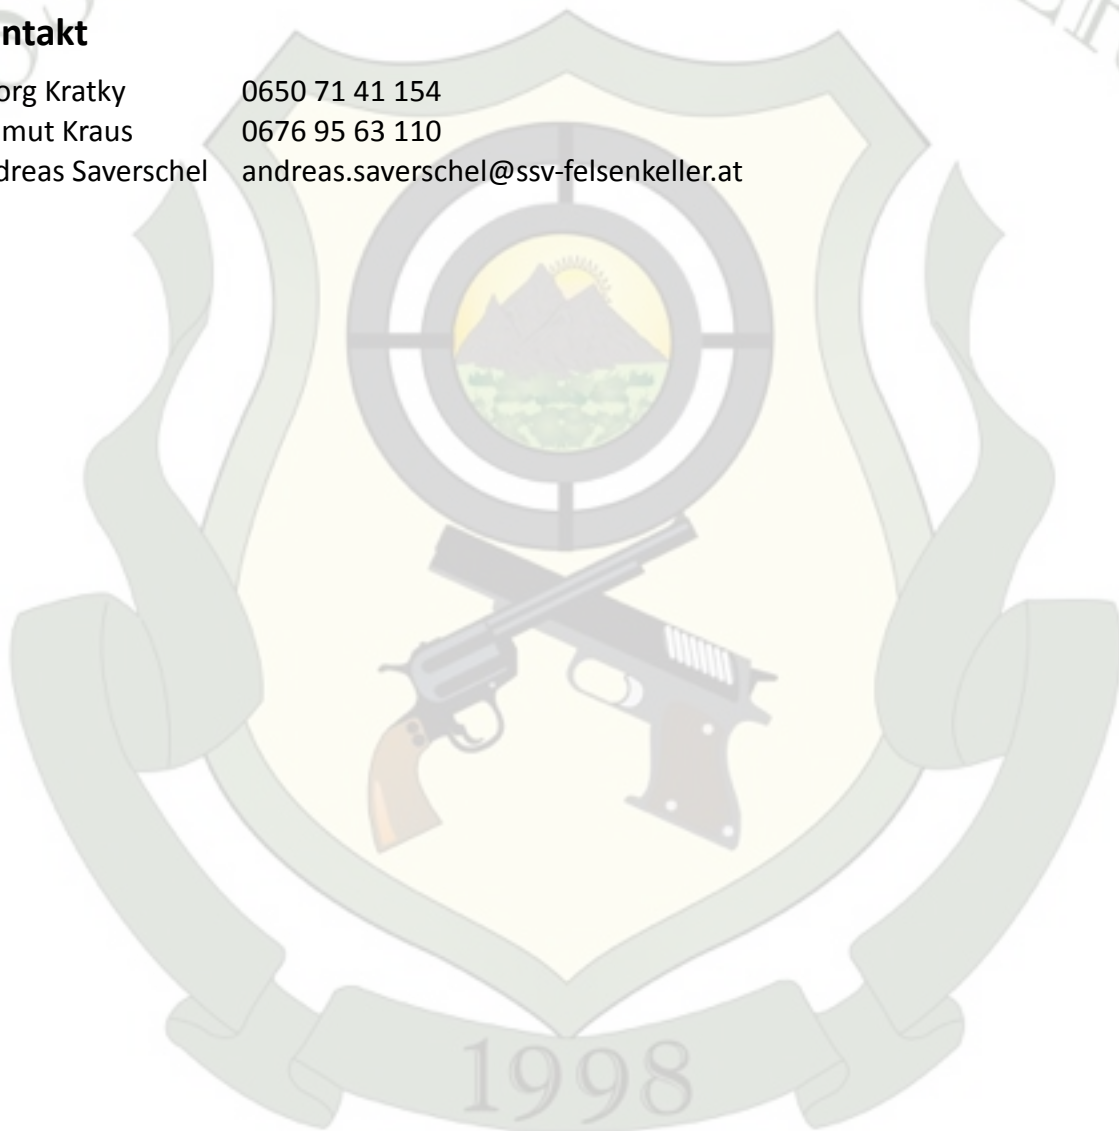 ntakt
org Kratky 0650 71 41 154
mut Kraus 0676 95 63 110
dreas Saverschel andreas.saverschel@ssv-felsenkeller.at
1998